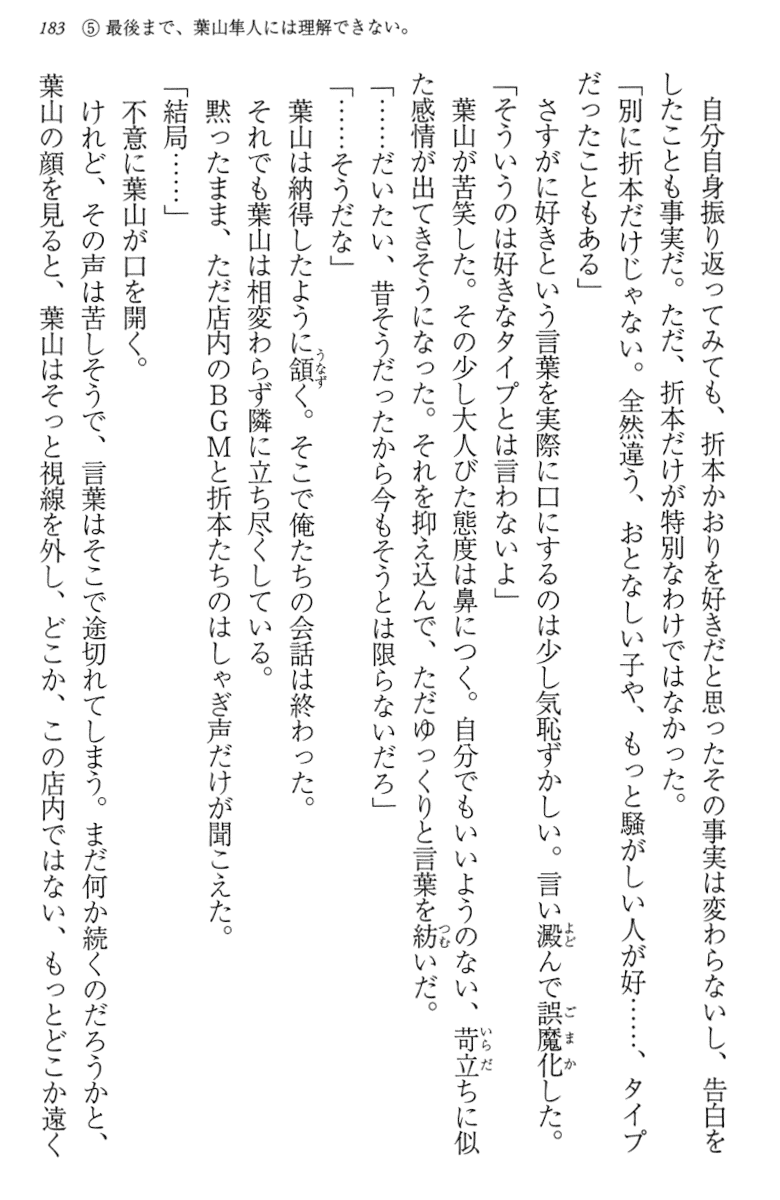 183 ⑤ 最後まで、葉山隼人には理解できない。
　自分自身振り返ってみても、折本かおりを好きだと思ったその事実は変わらないし、告白を
したことも事実だ。ただ、折本だけが特別なわけではなかった。
「別に折本だけじゃない。全然違う、おとなしい子や、もっと騒がしい人が好……、タイプ
だったこともある」
　さすがに好きという言葉を実際に口にするのは少し気恥ずかしい。言い澱んで誤魔化した。
「そういうのは好きなタイプとは言わないよ」
　葉山が苦笑した。その少し大人びた態度は鼻につく。自分でもいいようのない、苛立ちに似
た感情が出てきそうになった。それを抑え込んで、ただゆっくりと言葉を紡いだ。
「……だいたい、昔そうだったから今もそうとは限らないだろ」
「……そうだな」
　葉山は納得したように頷く。そこで俺たちの会話は終わった。
　それでも葉山は相変わらず隣に立ち尽くしている。
　黙ったまま、ただ店内のBGMと折本たちのはしゃぎ声だけが聞こえた。
「結局……」
　不意に葉山が口を開く。
　けれど、その声は苦しそうで、言葉はそこで途切れてしまう。まだ何か続くのだろうかと、
葉山の顔を見ると、葉山はそっと視線を外し、どこか、この店内ではない、もっとどこか遠く